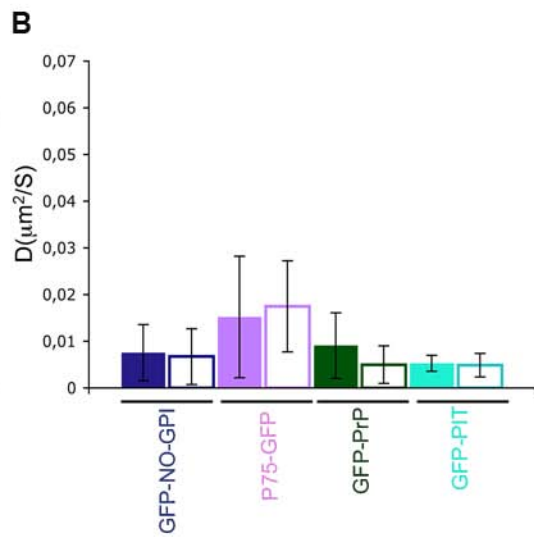 B
D(μm²/S)
0,07
0,06
0,05
0,04
0,03
0,02
0,01
0
GFP-NO-GPI
P75-GFP
GFP-PrP
GFP-PIT